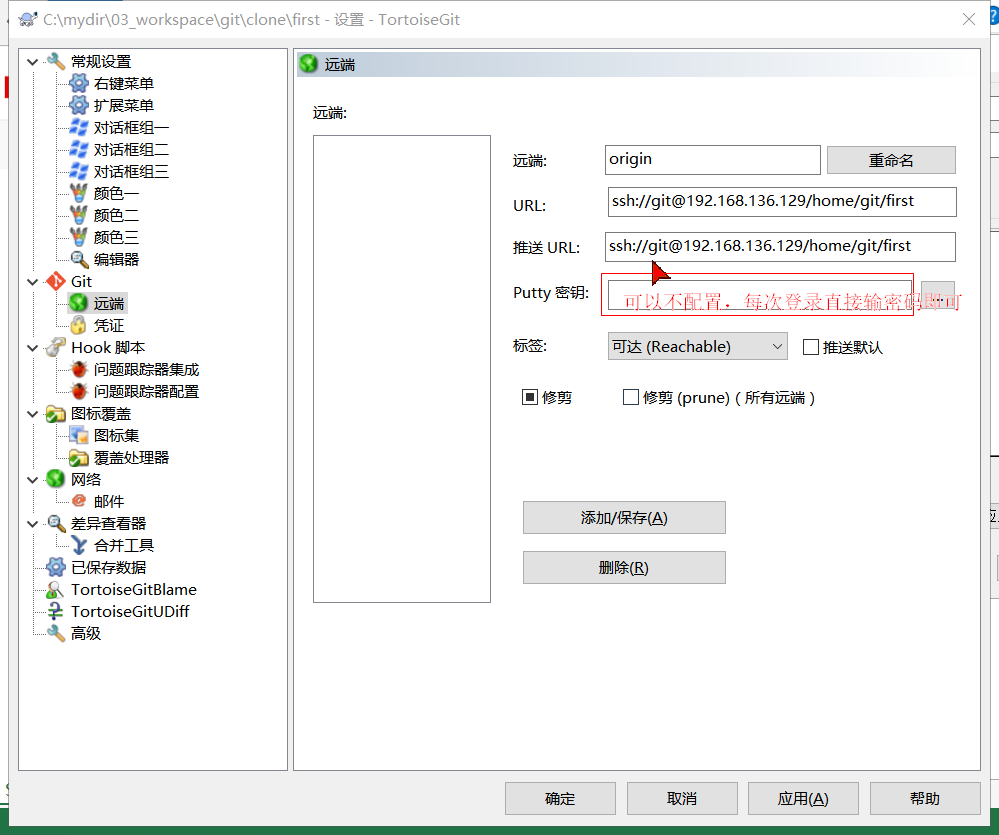 C:\mydir\03_workspace\git\clone\first - 设置 - TortoiseGit
常规设置
右键菜单
扩展菜单
对话框组一
对话框组二
对话框组三
颜色一
颜色二
颜色三
编辑器
Git
远端
凭证
Hook 脚本
问题跟踪器集成
问题跟踪器配置
图标覆盖
图标集
覆盖处理器
网络
邮件
差异查看器
合并工具
已保存数据
TortoiseGitBlame
TortoiseGitUDiff
高级
远端
远端:
远端: origin 重命名
URL: ssh://git@192.168.136.129/home/git/first
推送 URL: ssh://git@192.168.136.129/home/git/first
Putty 密钥: ...
可以不配置，每次登录直接输密码即可
标签: 可达 (Reachable) 推送默认
修剪 修剪 (prune) ( 所有远端 )
添加/保存(A)
删除(R)
确定 取消 应用(A) 帮助